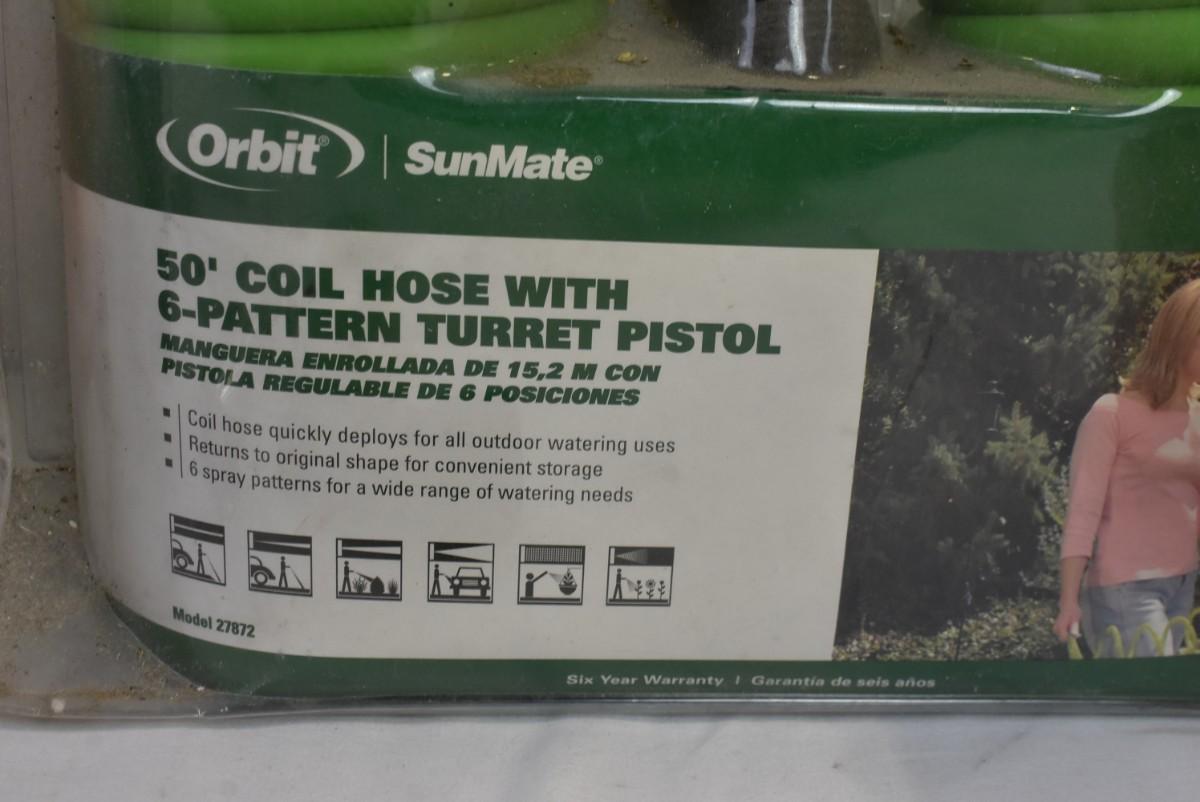 Orbit® | SunMate®
50' COIL HOSE WITH
6-PATTERN TURRET PISTOL
MANGUERA ENROLLADA DE 15,2 M CON
PISTOLA REGULABLE DE 6 POSICIONES
▪ Coil hose quickly deploys for all outdoor watering uses
▪ Returns to original shape for convenient storage
▪ 6 spray patterns for a wide range of watering needs
Model 27872
Six Year Warranty | Garantía de seis años